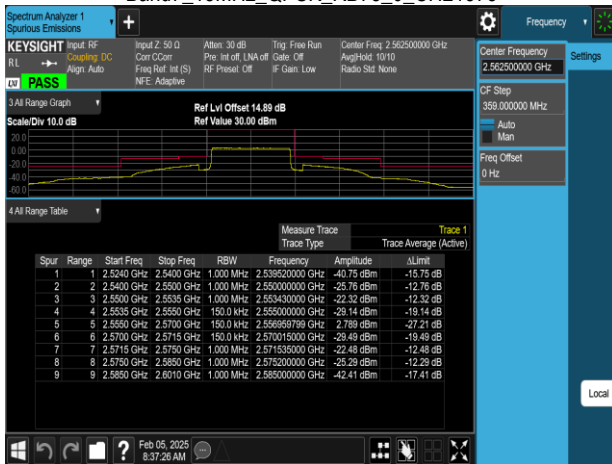 Spectrum Analyzer 1
Spurious Emissions
Frequency
KEYSIGHT
RL
LXI PASS
Input: RF
Coupling: DC
Align: Auto
Input Z: 50 Ω
Corr CCorr
Freq Ref: Int (S)
NFE: Adaptive
Atten: 30 dB
Pre: Int off, LNA off
RF Preset: Off
Trig: Free Run
Gate: Off
IF Gain: Low
Center Freq: 2.562500000 GHz
Avg|Hold: 10/10
Radio Std: None
Center Frequency
2.562500000 GHz
Settings
CF Step
359.000000 MHz
Auto
Man
Freq Offset
0 Hz
3 All Range Graph
Scale/Div 10.0 dB
Ref Lvl Offset 14.89 dB
Ref Value 30.00 dBm
20.0
0.00
-20.0
-40.0
-60.0
4 All Range Table
Measure Trace Trace 1
Trace Type Trace Average (Active)
Spur Range Start Freq Stop Freq RBW Frequency Amplitude ΔLimit
1 1 2.5240 GHz 2.5400 GHz 1.000 MHz 2.539520000 GHz -40.75 dBm -15.75 dB
2 2 2.5400 GHz 2.5500 GHz 1.000 MHz 2.550000000 GHz -25.76 dBm -12.76 dB
3 3 2.5500 GHz 2.5535 GHz 1.000 MHz 2.553430000 GHz -22.32 dBm -12.32 dB
4 4 2.5535 GHz 2.5550 GHz 150.0 kHz 2.555000000 GHz -29.14 dBm -19.14 dB
5 5 2.5550 GHz 2.5700 GHz 150.0 kHz 2.556959799 GHz 2.789 dBm -27.21 dB
6 6 2.5700 GHz 2.5715 GHz 150.0 kHz 2.570015000 GHz -29.49 dBm -19.49 dB
7 7 2.5715 GHz 2.5750 GHz 1.000 MHz 2.571535000 GHz -22.48 dBm -12.48 dB
8 8 2.5750 GHz 2.5850 GHz 1.000 MHz 2.575200000 GHz -25.29 dBm -12.29 dB
9 9 2.5850 GHz 2.6010 GHz 1.000 MHz 2.585000000 GHz -42.41 dBm -17.41 dB
Local
Feb 05, 2025
8:37:26 AM